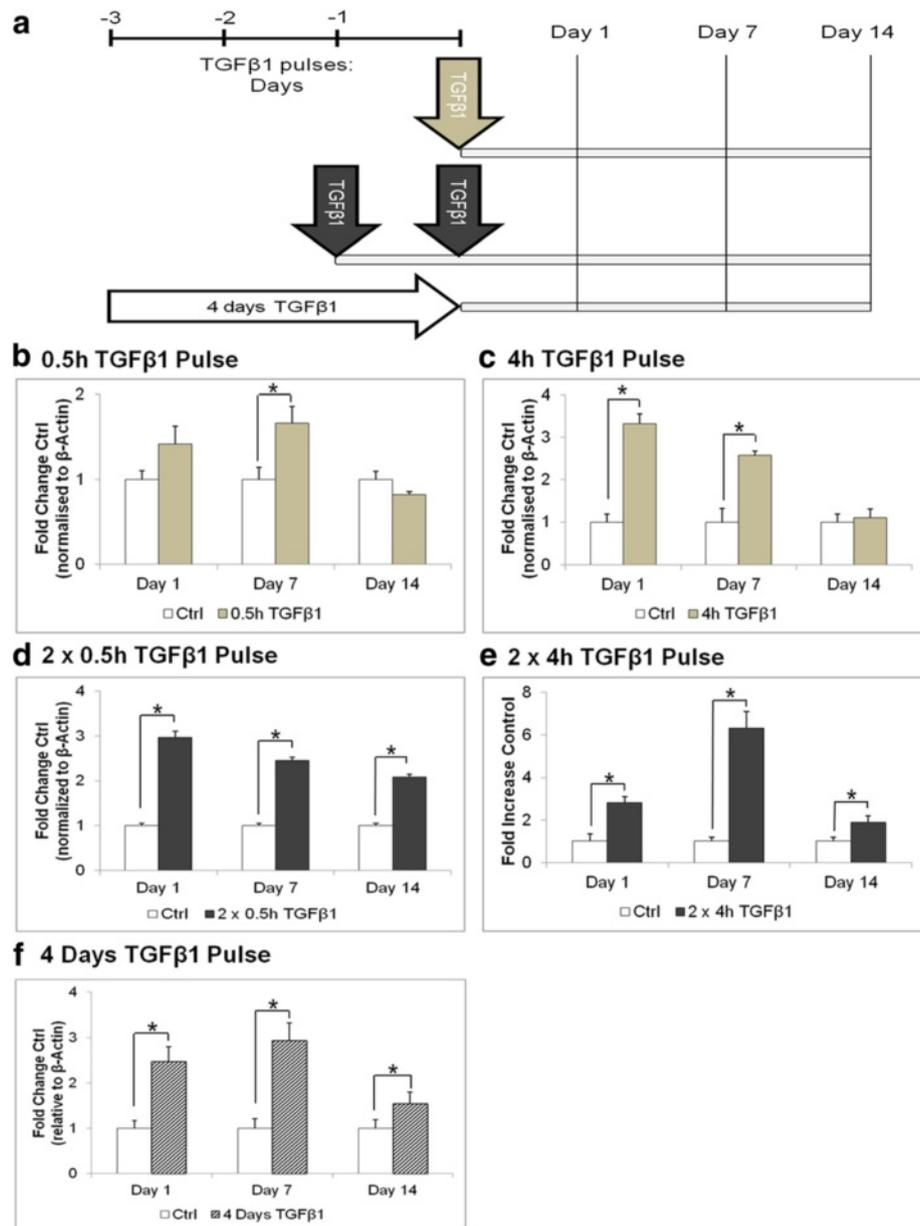 a
-3 -2 -1
TGFβ1 pulses:
Days
Day 1 Day 7 Day 14
TGFβ1
TGFβ1
TGFβ1
4 days TGFβ1
b 0.5h TGFβ1 Pulse
Fold Change Ctrl
(normalised to β-Actin)
2
1
0
*
Day 1 Day 7 Day 14
Ctrl 0.5h TGFβ1
c 4h TGFβ1 Pulse
Fold Change Ctrl
(normalised to β-Actin)
4
3
2
1
0
* *
Day 1 Day 7 Day 14
Ctrl 4h TGFβ1
d 2 x 0.5h TGFβ1 Pulse
Fold Change Ctrl
(normalized to β-Actin)
4
3
2
1
0
* * *
Day 1 Day 7 Day 14
Ctrl 2 x 0.5h TGFβ1
e 2 x 4h TGFβ1 Pulse
Fold Increase Control
8
6
4
2
0
* * *
Day 1 Day 7 Day 14
Ctrl 2 x 4h TGFβ1
f 4 Days TGFβ1 Pulse
Fold Change Ctrl
(relative to β-Actin)
4
3
2
1
0
* * *
Day 1 Day 7 Day 14
Ctrl 4 Days TGFβ1